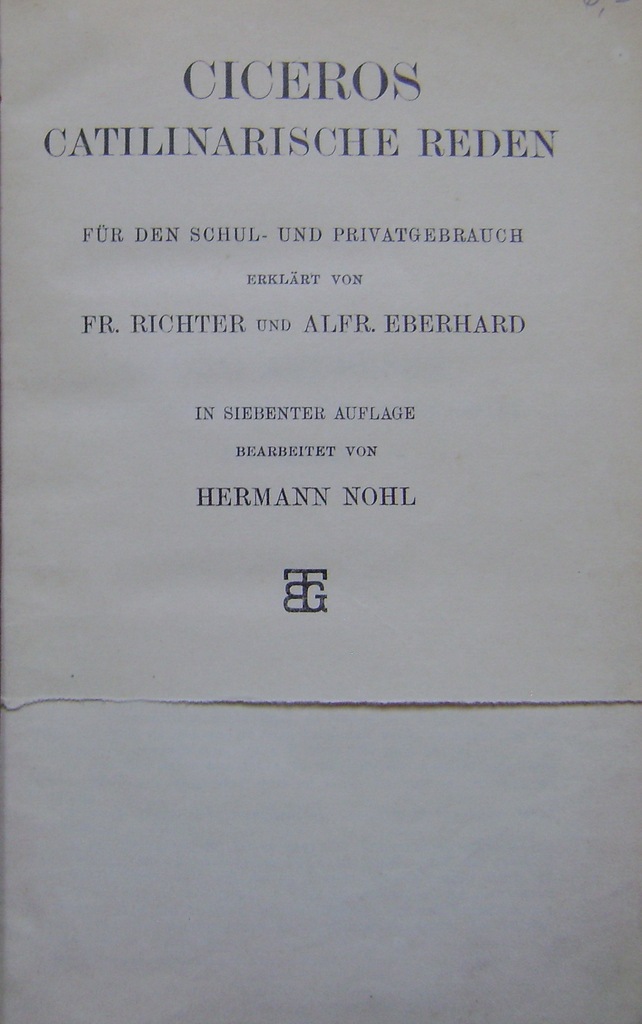 CICEROS
CATILINARISCHE REDEN
FÜR DEN SCHUL- UND PRIVATGEBRAUCH
ERKLÄRT VON
FR. RICHTER UND ALFR. EBERHARD
IN SIEBENTER AUFLAGE
BEARBEITET VON
HERMANN NOHL
BTG